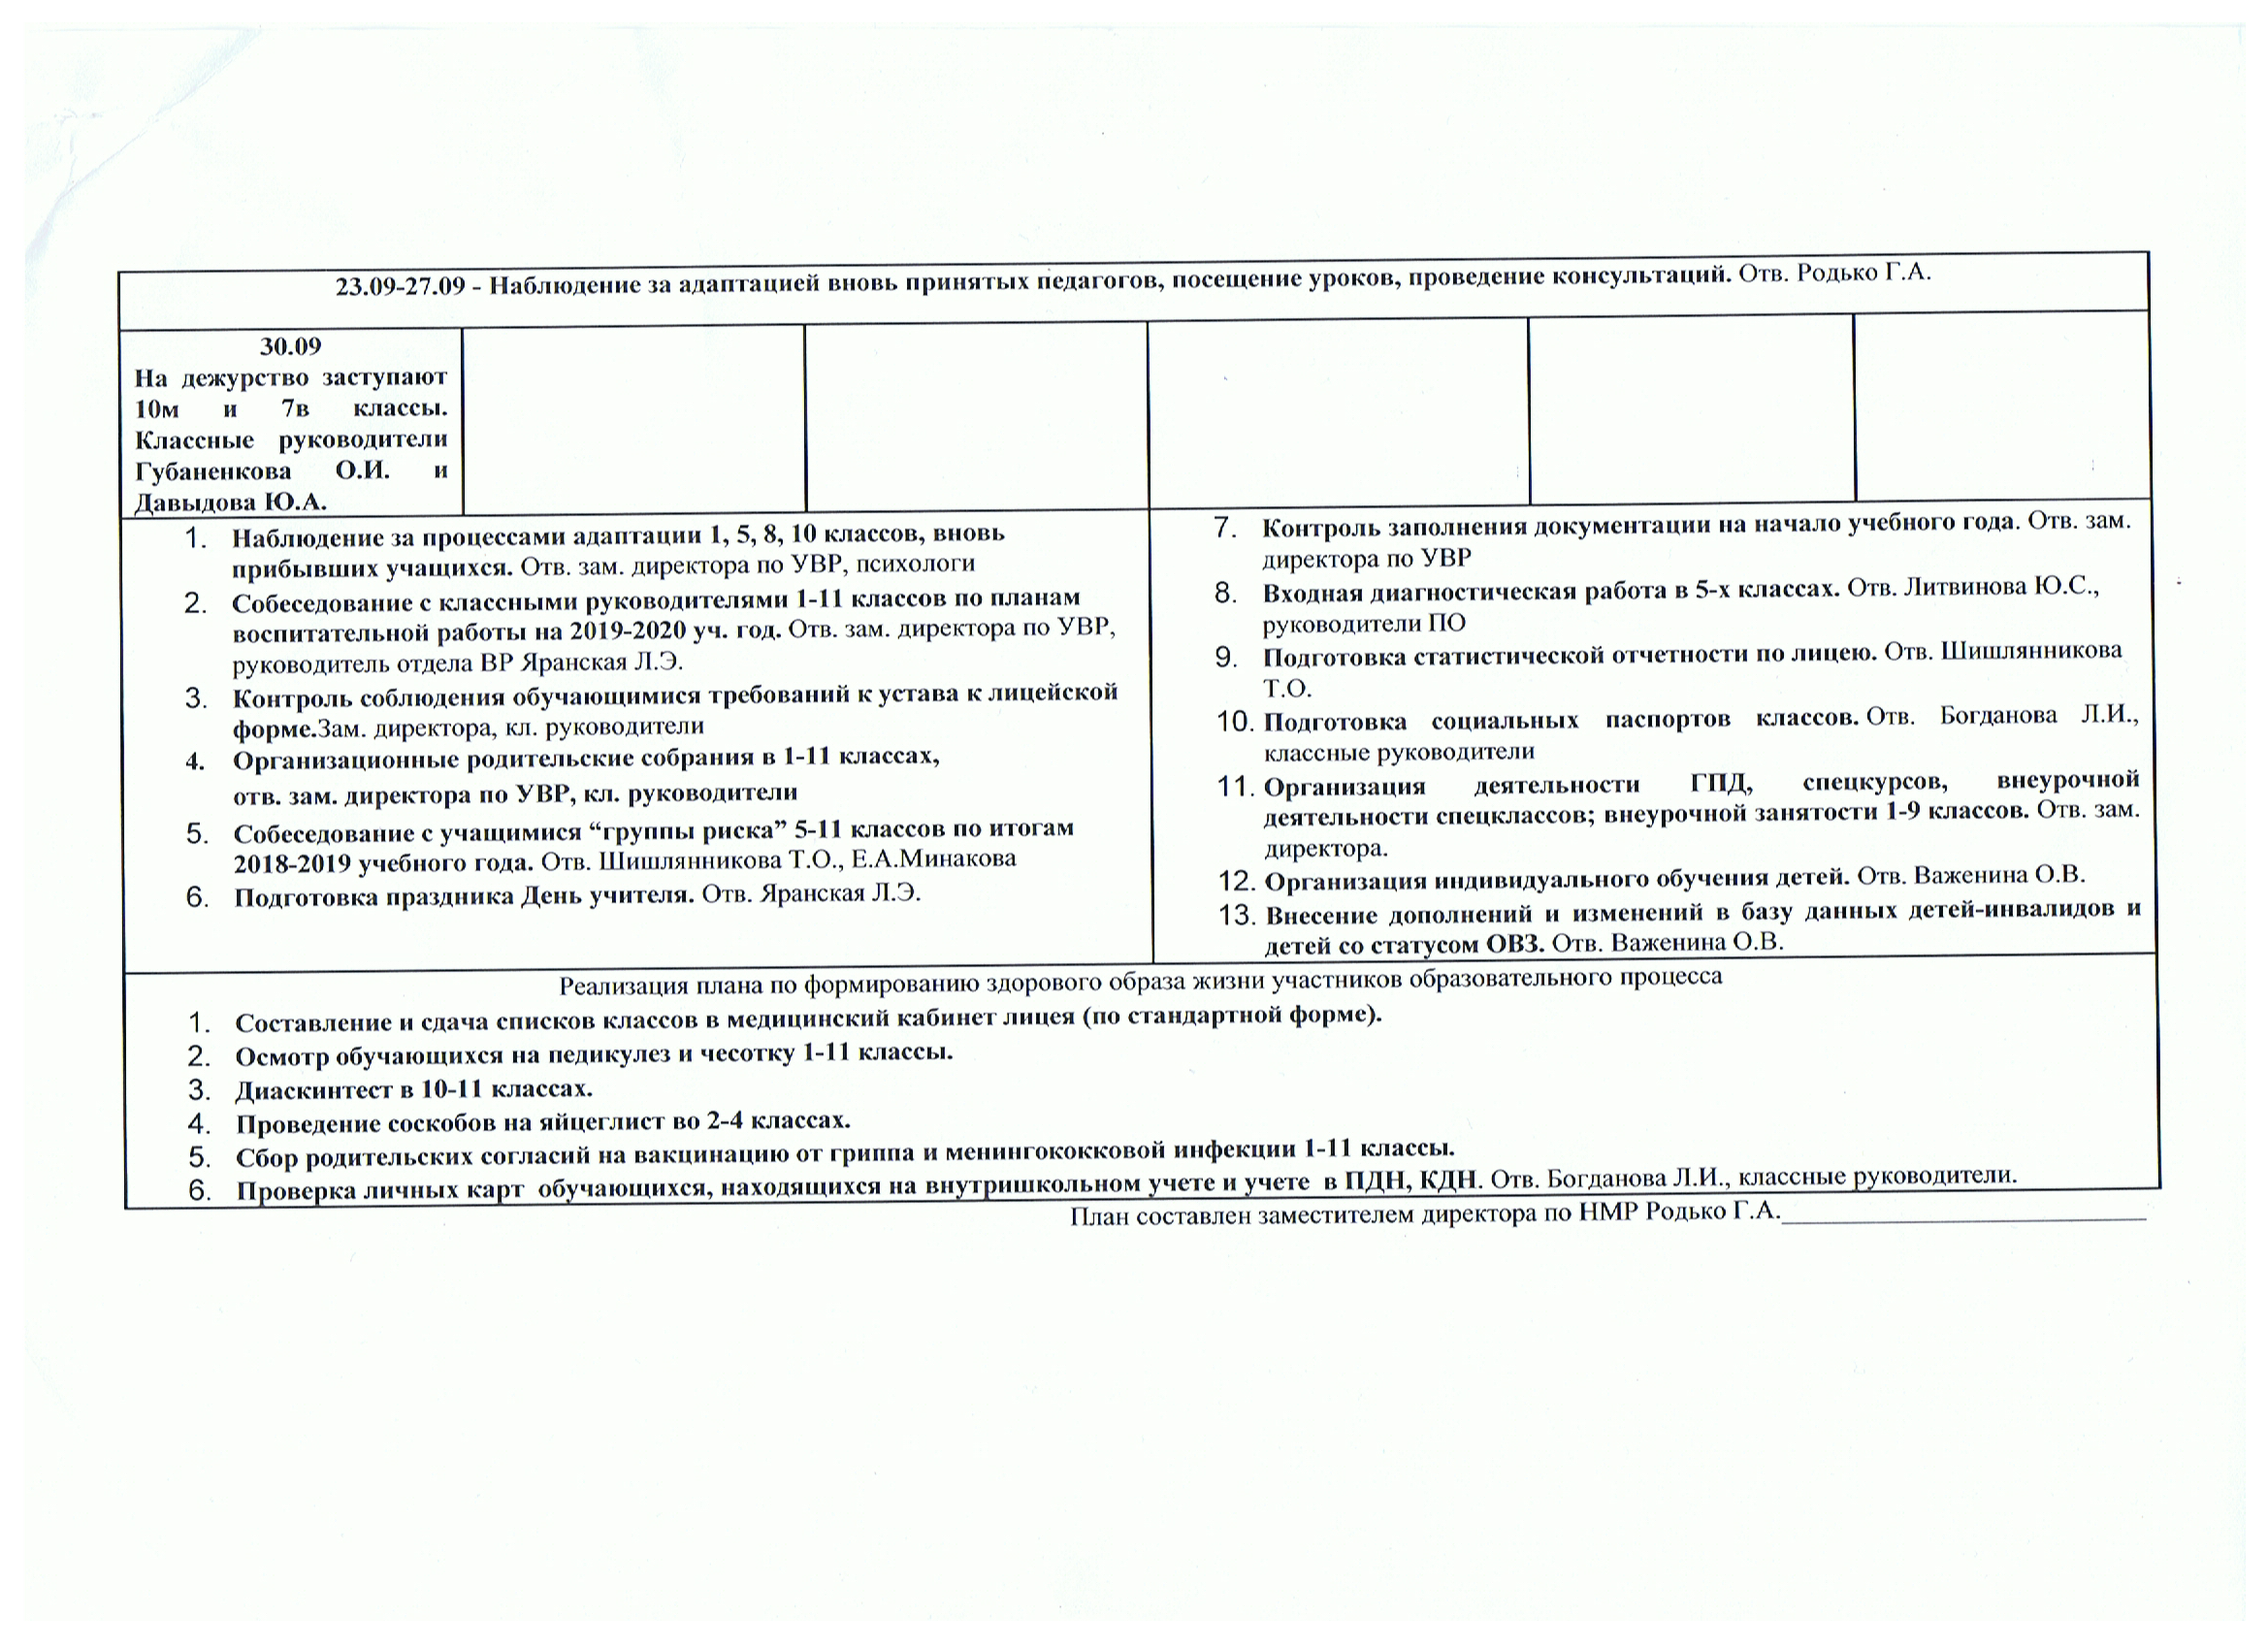 23.09-27.09 - Наблюдение за адаптацией вновь принятых педагогов, посещение уроков, проведение консультаций. Отв. Родько Г.А.
30.09
На дежурство заступают
10м и 7в классы.
Классные руководители
Губаненкова О.И. и
Давыдова Ю.А.
1. Наблюдение за процессами адаптации 1, 5, 8, 10 классов, вновь
прибывших учащихся. Отв. зам. директора по УВР, психологи
2. Собеседование с классными руководителями 1-11 классов по планам
воспитательной работы на 2019-2020 уч. год. Отв. зам. директора по УВР,
руководитель отдела ВР Яранская Л.Э.
3. Контроль соблюдения обучающимися требований к устава к лицейской
форме.Зам. директора, кл. руководители
4. Организационные родительские собрания в 1-11 классах,
отв. зам. директора по УВР, кл. руководители
5. Собеседование с учащимися “группы риска” 5-11 классов по итогам
2018-2019 учебного года. Отв. Шишлянникова Т.О., Е.А.Минакова
6. Подготовка праздника День учителя. Отв. Яранская Л.Э.
7. Контроль заполнения документации на начало учебного года. Отв. зам.
директора по УВР
8. Входная диагностическая работа в 5-х классах. Отв. Литвинова Ю.С.,
руководители ПО
9. Подготовка статистической отчетности по лицею. Отв. Шишлянникова
Т.О.
10. Подготовка социальных паспортов классов. Отв. Богданова Л.И.,
классные руководители
11. Организация деятельности ГПД, спецкурсов, внеурочной
деятельности спецклассов; внеурочной занятости 1-9 классов. Отв. зам.
директора.
12. Организация индивидуального обучения детей. Отв. Важенина О.В.
13. Внесение дополнений и изменений в базу данных детей-инвалидов и
детей со статусом ОВЗ. Отв. Важенина О.В.
Реализация плана по формированию здорового образа жизни участников образовательного процесса
1. Составление и сдача списков классов в медицинский кабинет лицея (по стандартной форме).
2. Осмотр обучающихся на педикулез и чесотку 1-11 классы.
3. Диаскинтест в 10-11 классах.
4. Проведение соскобов на яйцеглист во 2-4 классах.
5. Сбор родительских согласий на вакцинацию от гриппа и менингококковой инфекции 1-11 классы.
6. Проверка личных карт обучающихся, находящихся на внутришкольном учете и учете в ПДН, КДН. Отв. Богданова Л.И., классные руководители.
План составлен заместителем директора по НМР Родько Г.А.____________________________